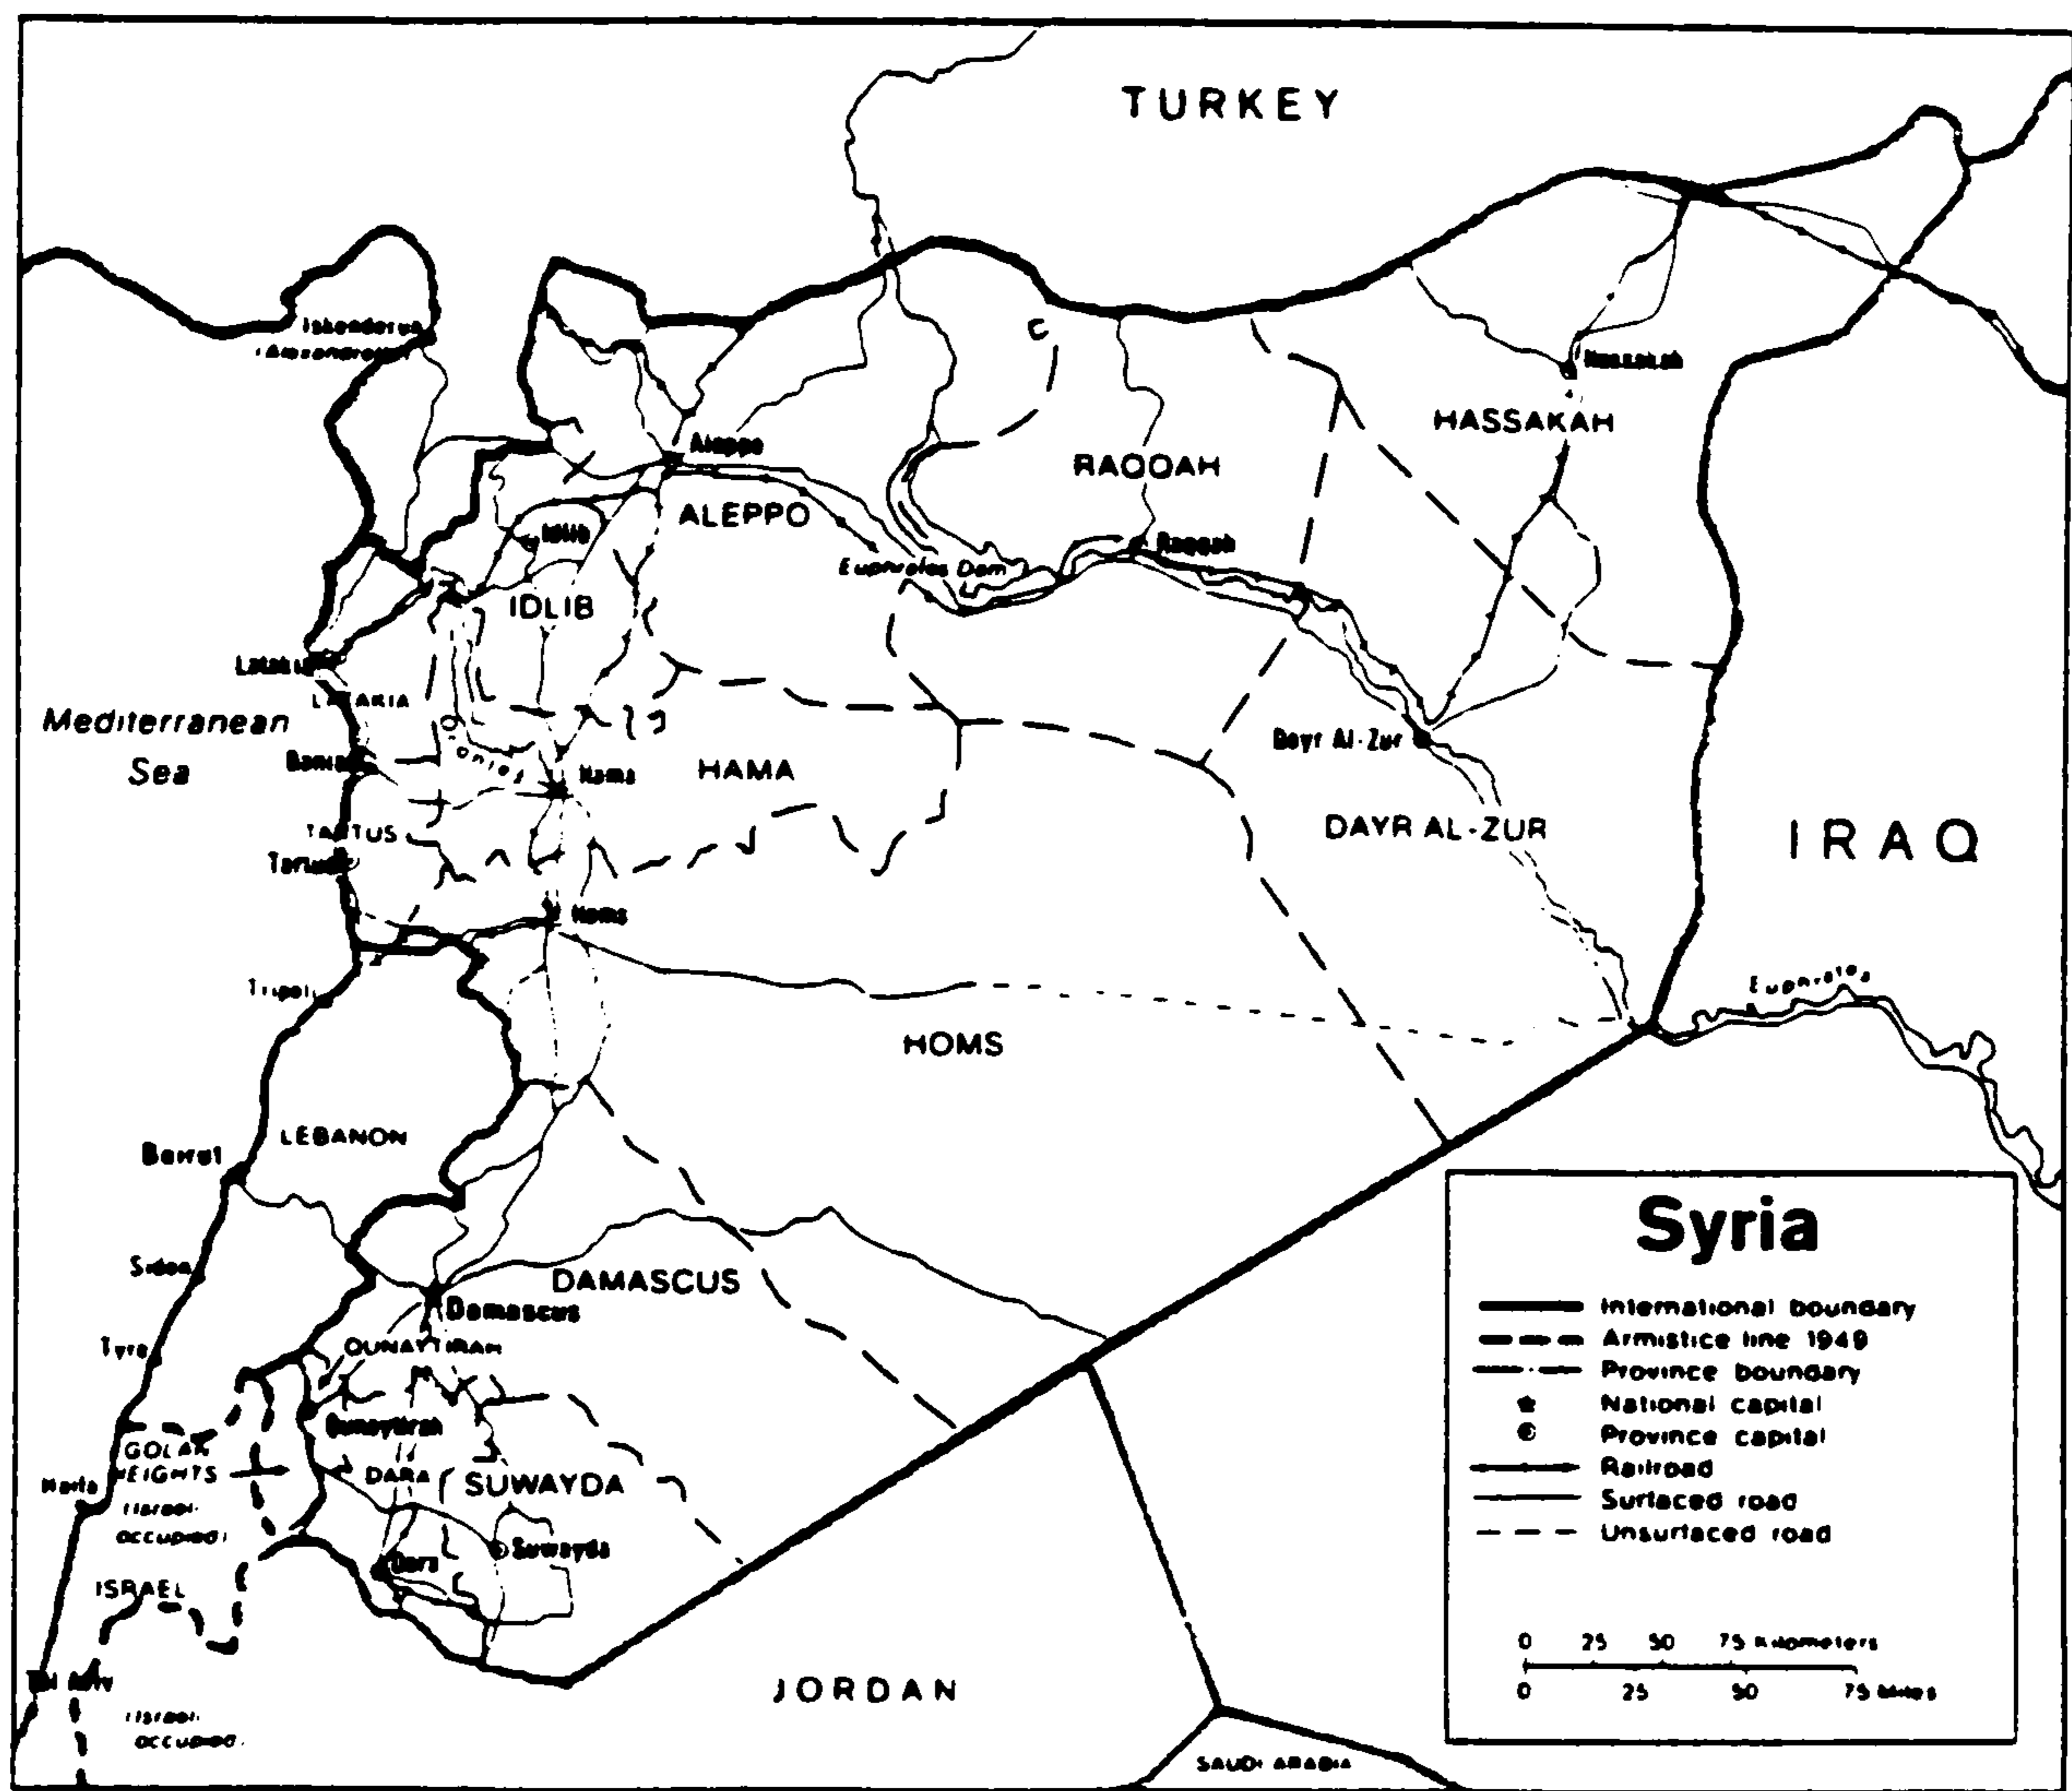 TURKEY
Iskenderun
(Alexandretta)
Hassakah
HASSAKAH
Aleppo
RAQQAH
ALEPPO
Idlib
Raqqah
Euphrates Dam
IDLIB
Latakia
LATAKIA
Mediterranean
Sea
Orontes
Dayr Al-Zur
Banias
Hama
HAMA
DAYR AL-ZUR
IRAQ
TARTUS
Tartus
Homs
Euphrates
Tripoli
HOMS
LEBANON
Beirut
Sidon
DAMASCUS
Damascus
Tyre
QUNAYTIRAH
Qunaytirah
GOLAN
HEIGHTS
(Israeli-
occupied)
Haifa
DARA
SUWAYDA
Dara
Suwayda
ISRAEL
Tel Aviv
(Israeli-
occupied)
JORDAN
SAUDI ARABIA
Syria
International boundary
Armistice line 1949
Province boundary
National capital
Province capital
Railroad
Surfaced road
Unsurfaced road
0 25 50 75 Kilometers
0 25 50 75 Miles